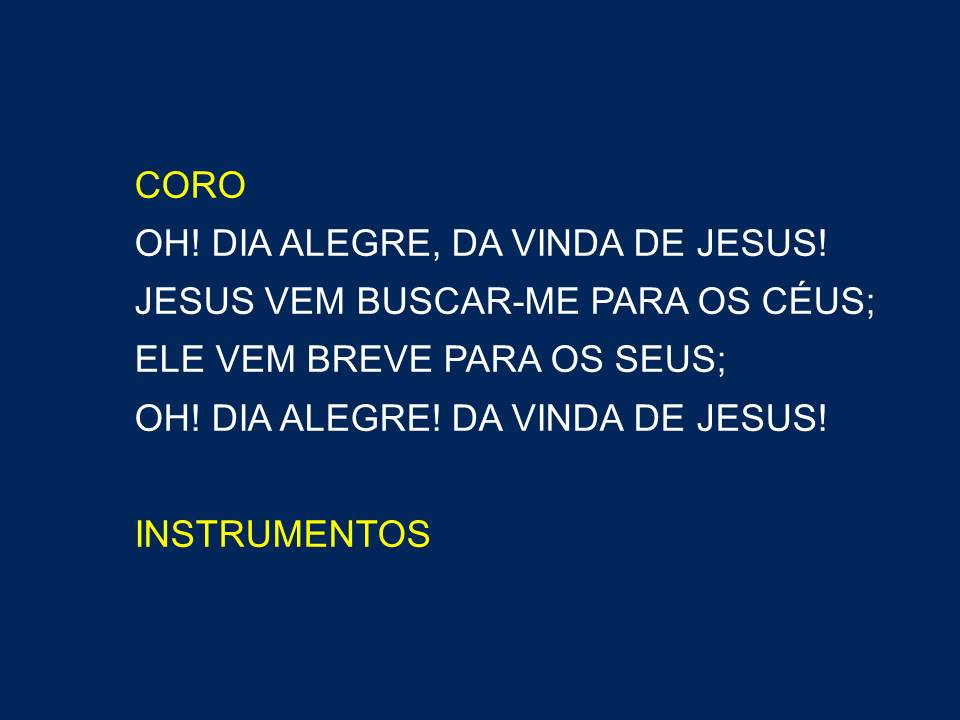 CORO
OH! DIA ALEGRE, DA VINDA DE JESUS!
JESUS VEM BUSCAR-ME PARA OS CÉUS;
ELE VEM BREVE PARA OS SEUS;
OH! DIA ALEGRE! DA VINDA DE JESUS!
INSTRUMENTOS